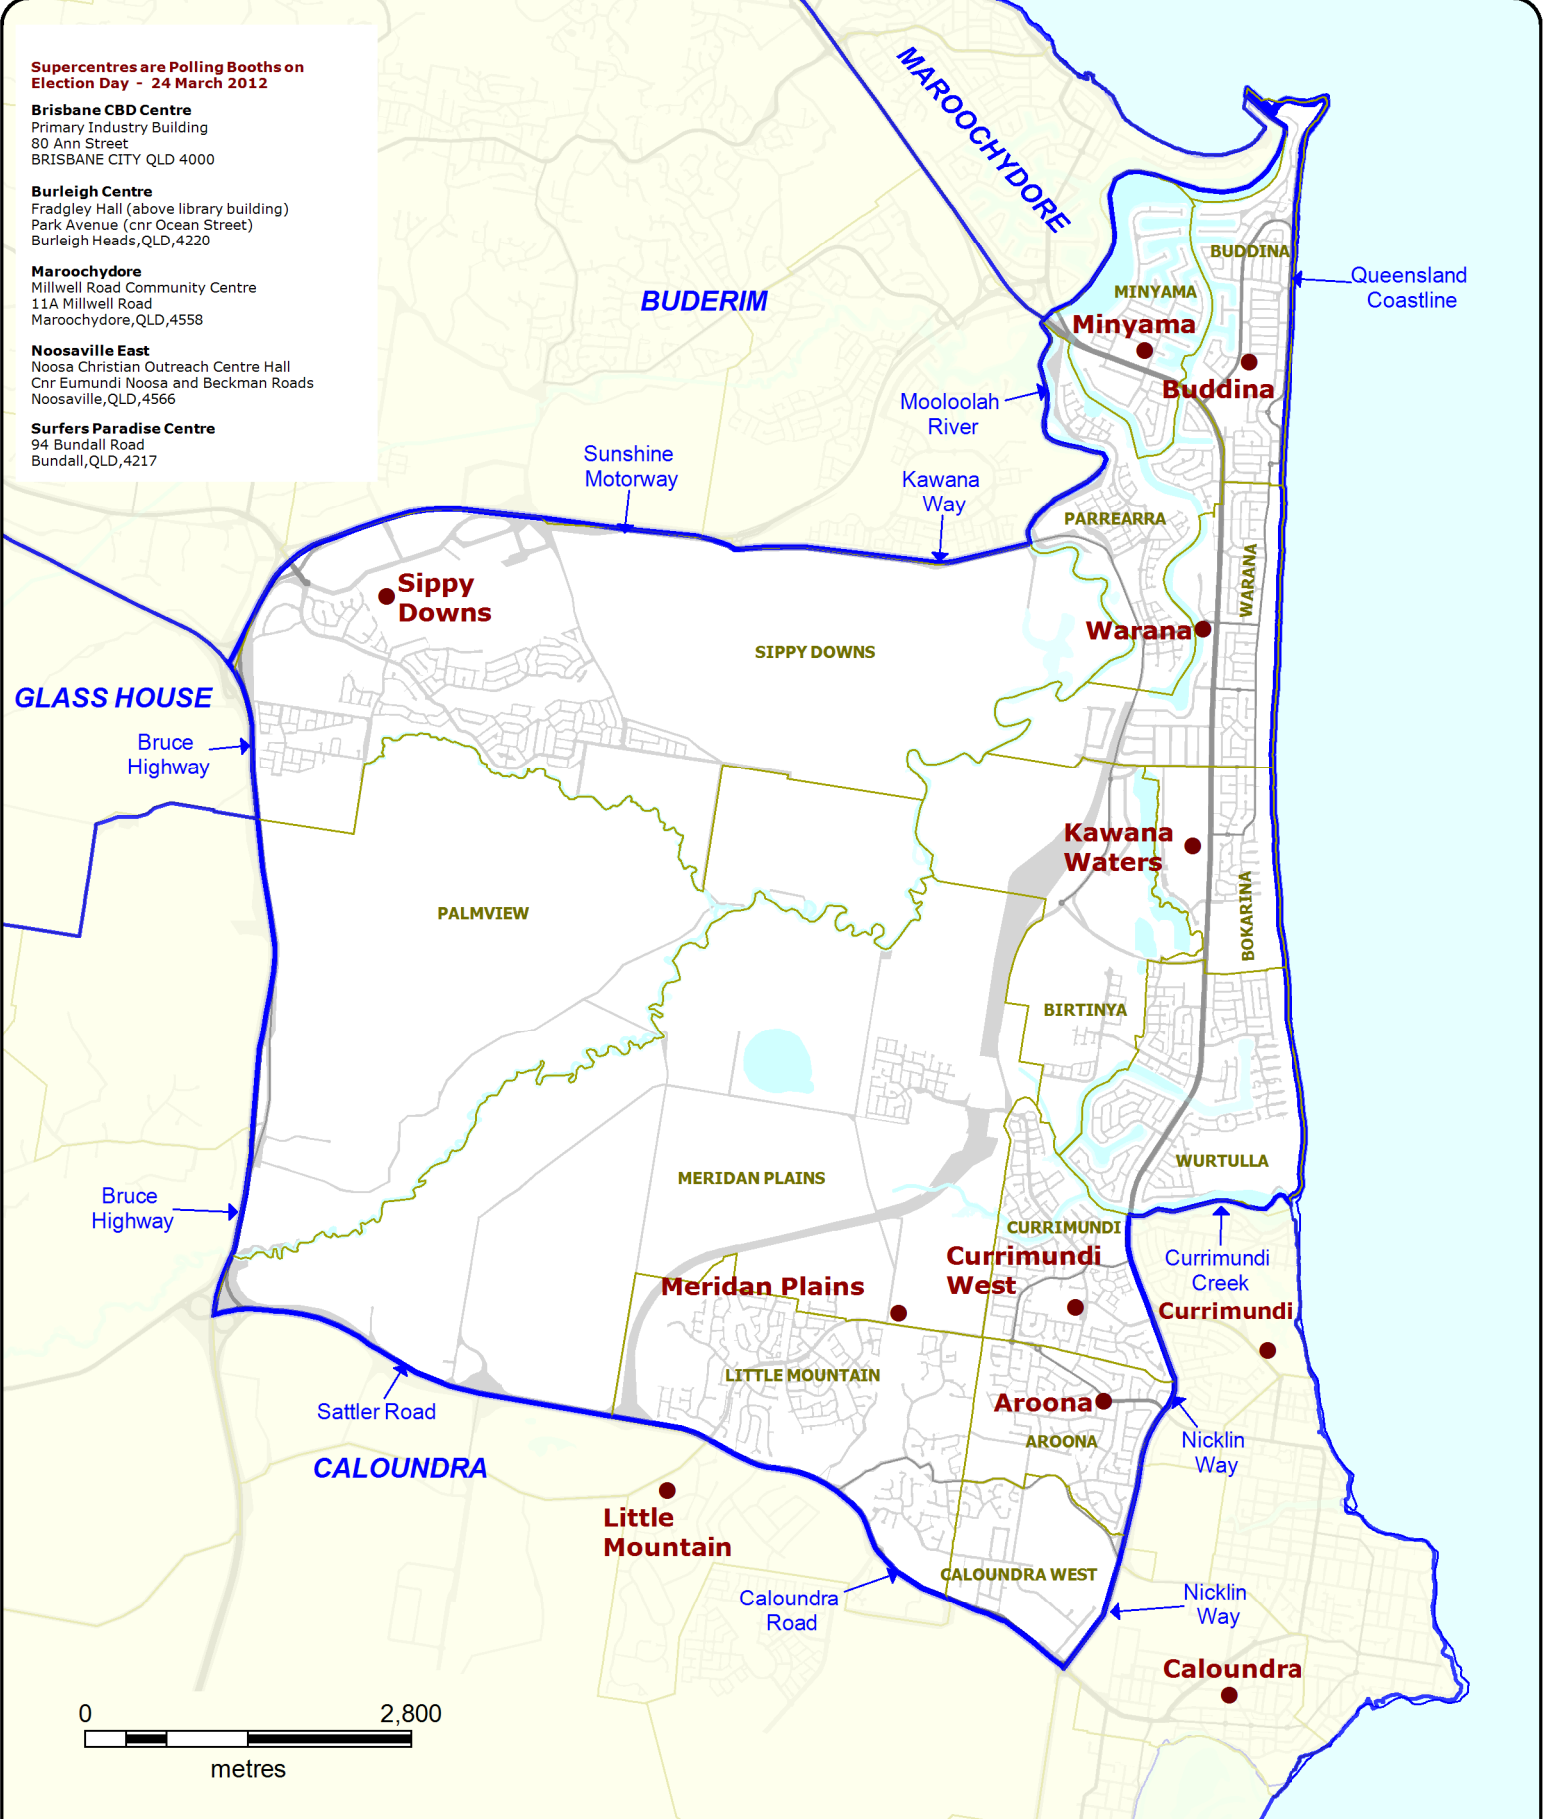 Supercentres are Polling Booths on
Election Day - 24 March 2012
Brisbane CBD Centre
Primary Industry Building
80 Ann Street
BRISBANE CITY QLD 4000
Burleigh Centre
Fradgley Hall (above library building)
Park Avenue (cnr Ocean Street)
Burleigh Heads,QLD,4220
Maroochydore
Millwell Road Community Centre
11A Millwell Road
Maroochydore,QLD,4558
Noosaville East
Noosa Christian Outreach Centre Hall
Cnr Eumundi Noosa and Beckman Roads
Noosaville,QLD,4566
Surfers Paradise Centre
94 Bundall Road
Bundall,QLD,4217
MAROOCHYDORE
BUDDINA
Queensland
Coastline
BUDERIM
MINYAMA
Minyama
Buddina
Mooloolah
River
Sunshine
Motorway
Kawana
Way
PARREARRA
WARANA
Sippy
Downs
Warana
SIPPY DOWNS
GLASS HOUSE
Bruce
Highway
Kawana
Waters
BOKARINA
PALMVIEW
BIRTINYA
WURTULLA
MERIDAN PLAINS
Bruce
Highway
CURRIMUNDI
Currimundi
West
Currimundi
Creek
Meridan Plains
Currimundi
LITTLE MOUNTAIN
Aroona
Sattler Road
AROONA
Nicklin
Way
CALOUNDRA
Little
Mountain
CALOUNDRA WEST
Caloundra
Road
Nicklin
Way
Caloundra
0 2,800
metres